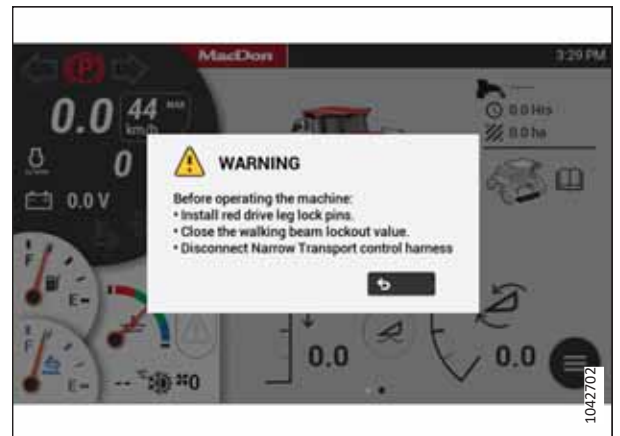 MacDon
3:29 PM
P
0.0 44 MAX
km/h
0
0.0 V
0.0 Hrs
0.0 ha
WARNING
Before operating the machine:
• Install red drive leg lock pins.
• Close the walking beam lockout value.
• Disconnect Narrow Transport control harness
F
E
F
E
-- 0
0.0
0.0
1042702